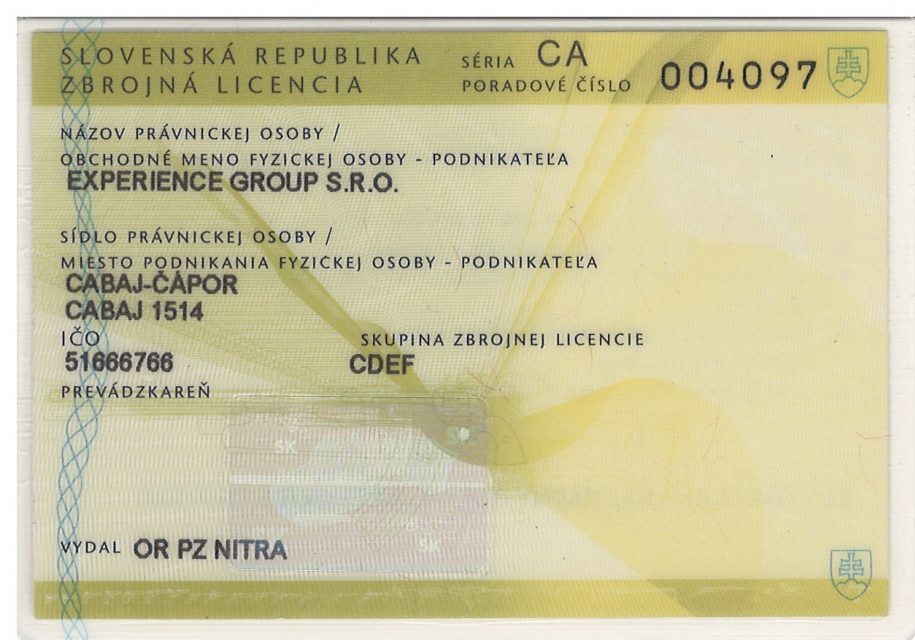 SLOVENSKÁ REPUBLIKA
ZBROJNÁ LICENCIA
SÉRIA CA
PORADOVÉ ČÍSLO 004097
NÁZOV PRÁVNICKEJ OSOBY /
OBCHODNÉ MENO FYZICKEJ OSOBY - PODNIKATEĽA
EXPERIENCE GROUP S.R.O.
SÍDLO PRÁVNICKEJ OSOBY /
MIESTO PODNIKANIA FYZICKEJ OSOBY - PODNIKATEĽA
CABAJ-ČÁPOR
CABAJ 1514
IČO SKUPINA ZBROJNEJ LICENCIE
51666766 CDEF
PREVÁDZKAREŇ
SK
SK
VYDAL OR PZ NITRA